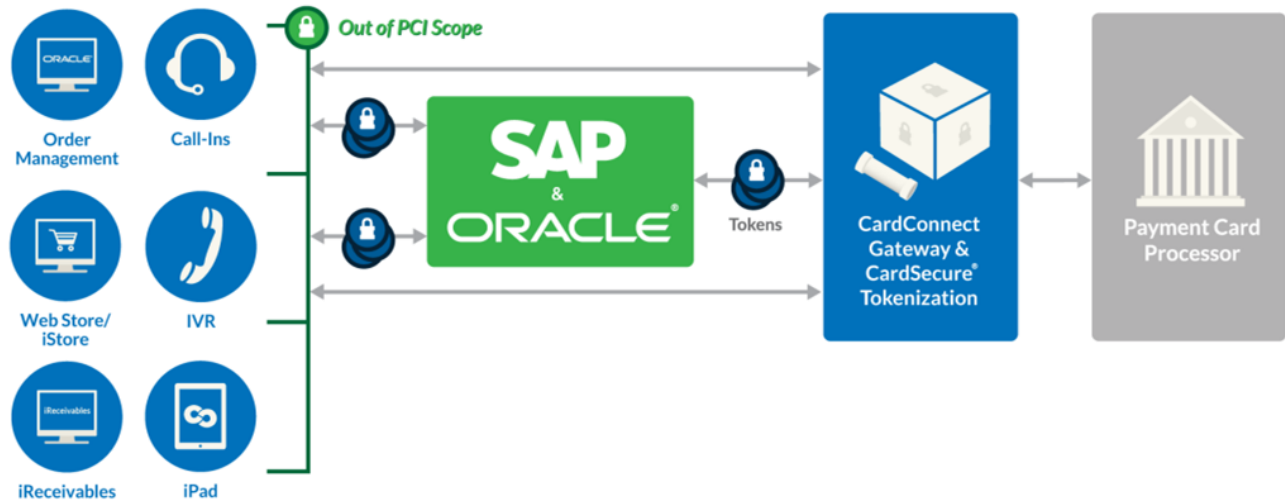 Out of PCI Scope
ORACLE
Order
Management
Call-Ins
SAP
&
ORACLE®
Tokens
CardConnect
Gateway &
CardSecure®
Tokenization
Payment Card
Processor
Web Store/
iStore
IVR
iReceivables
iReceivables
iPad